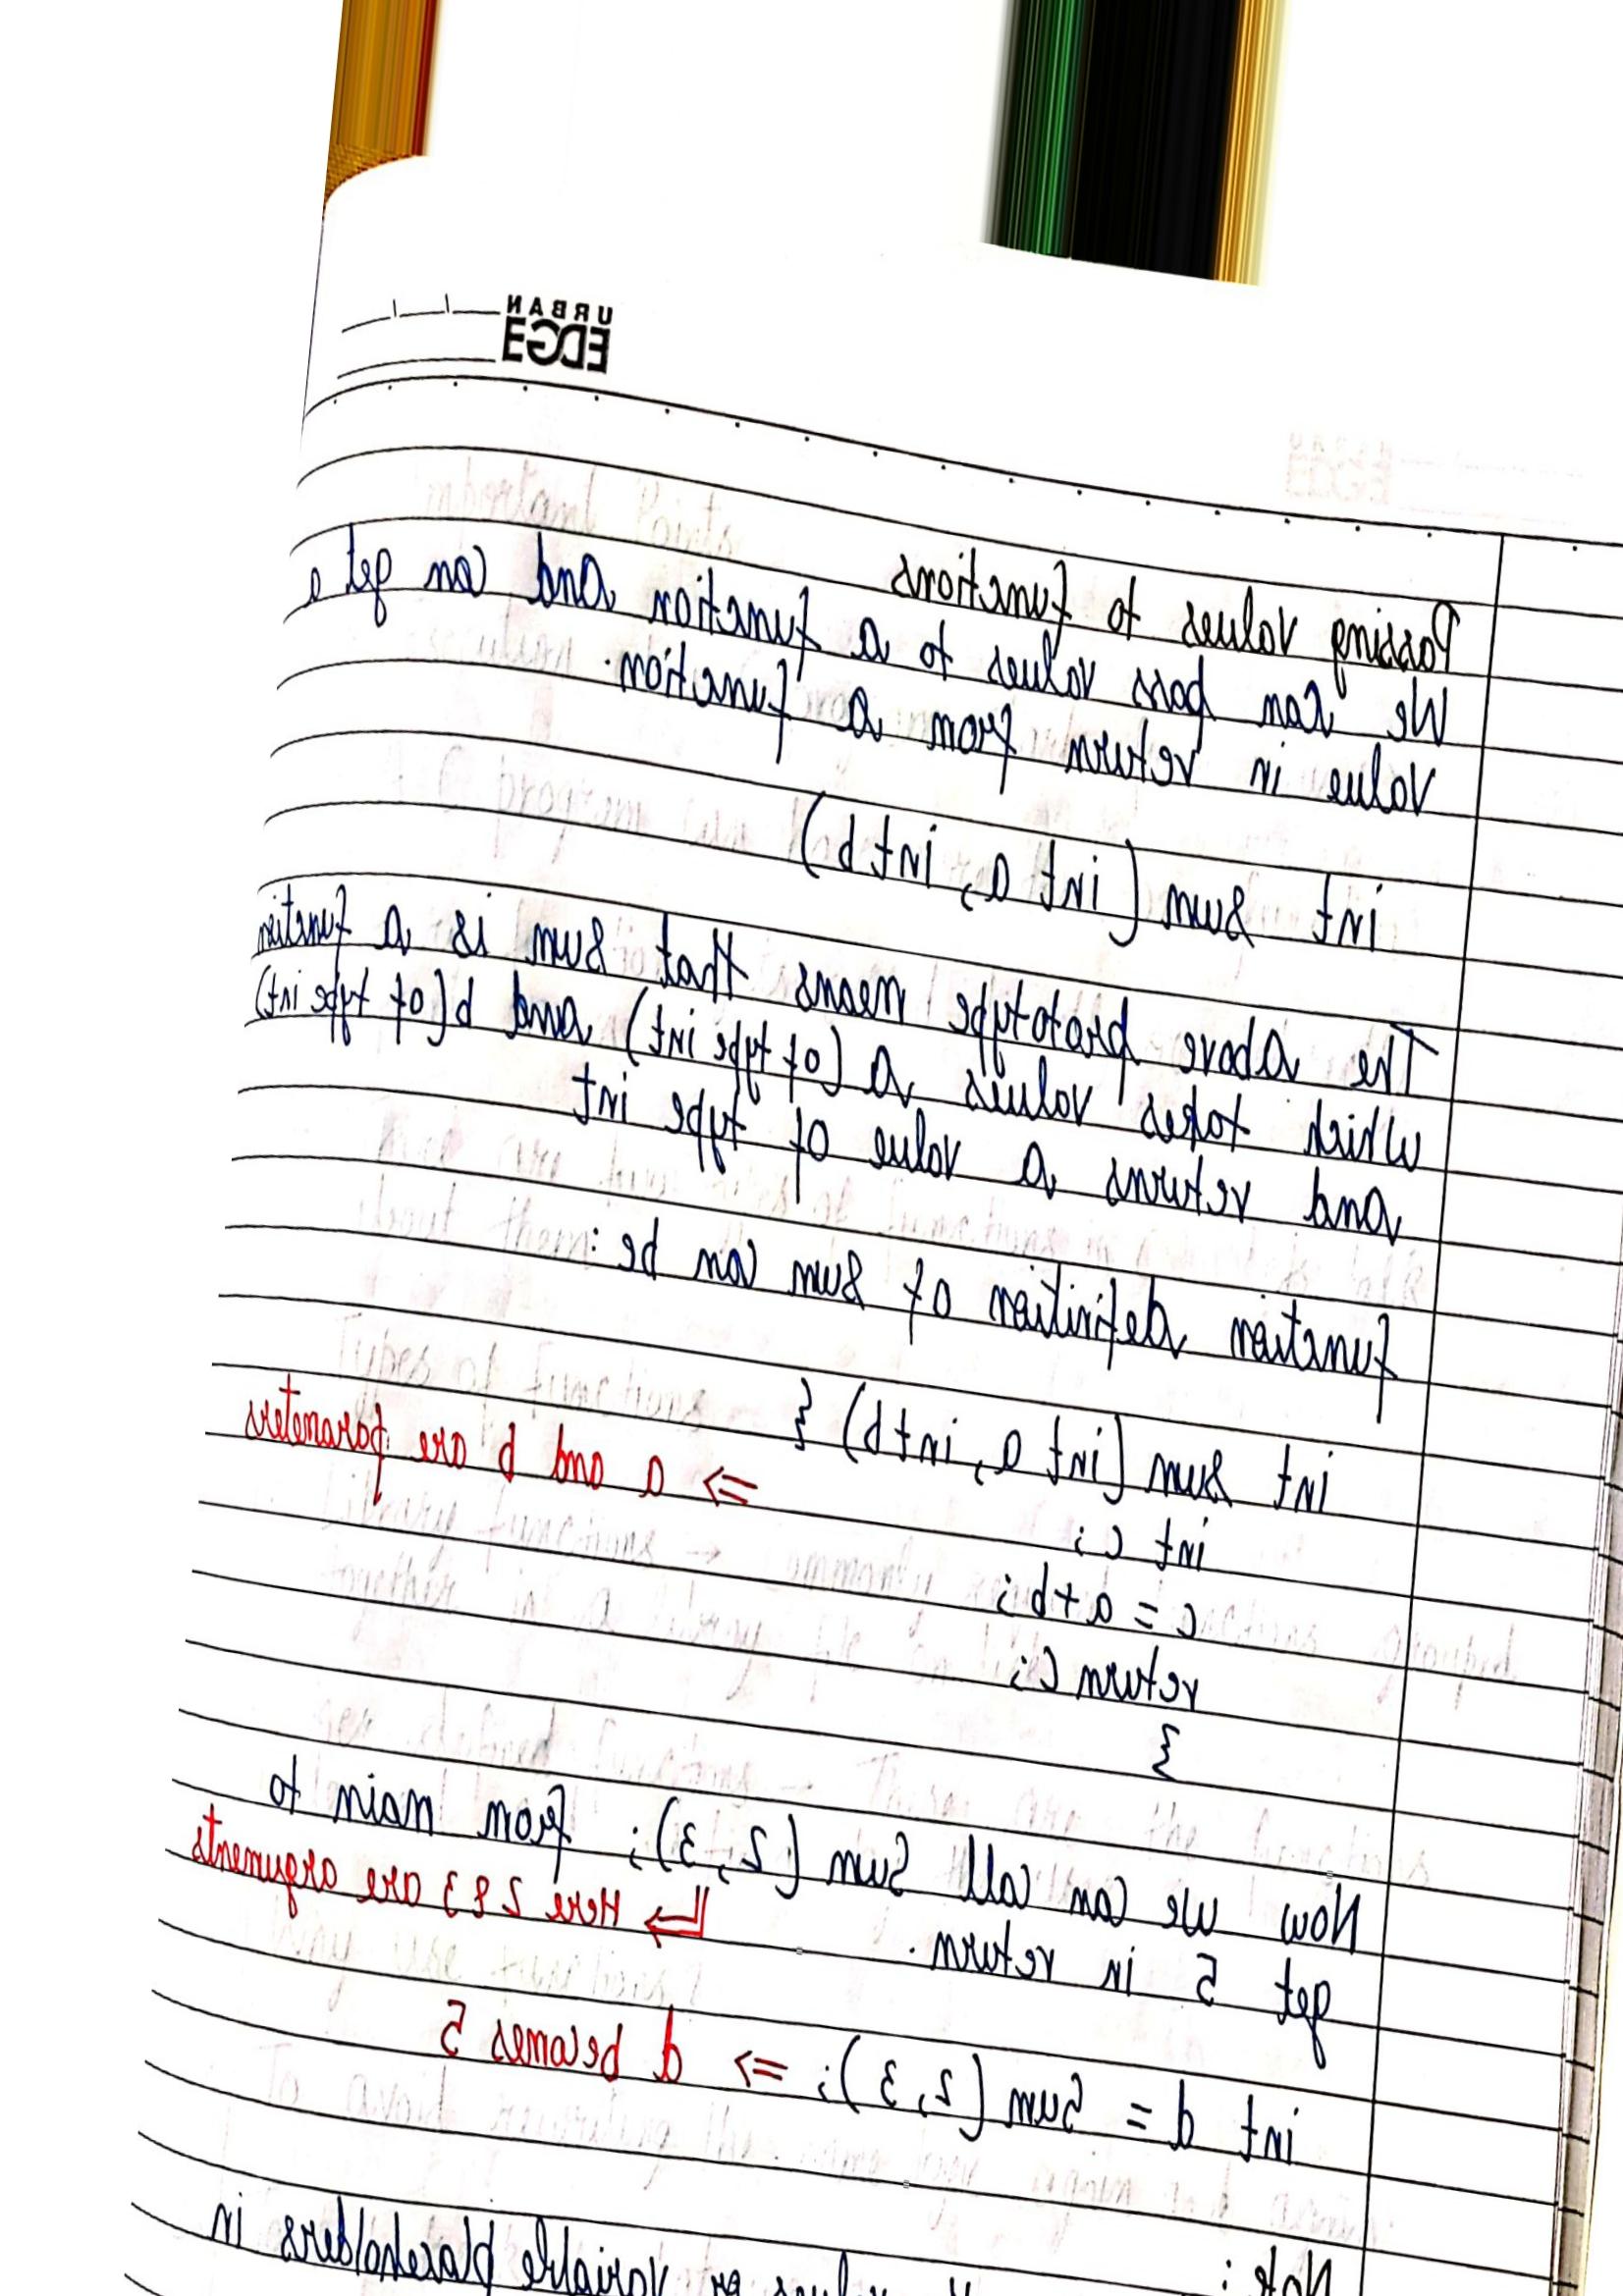 URBAN
EDGE
Passing values to functions
We can pass values to a function and can get a
value in return from a function.
int sum (int a, int b)
The above prototype means that sum is a function
which takes values a (of type int) and b (of type int)
and returns a value of type int
function definition of sum can be:
int sum (int a, int b) {
=> a and b are parameters
int c;
c = a+b;
return c;
}
Now we can call sum (2, 3); from main to
get 5 in return. => Here 2 & 3 are arguments
int d = sum (2, 3); => d becomes 5
Note:
values or variable placeholders in